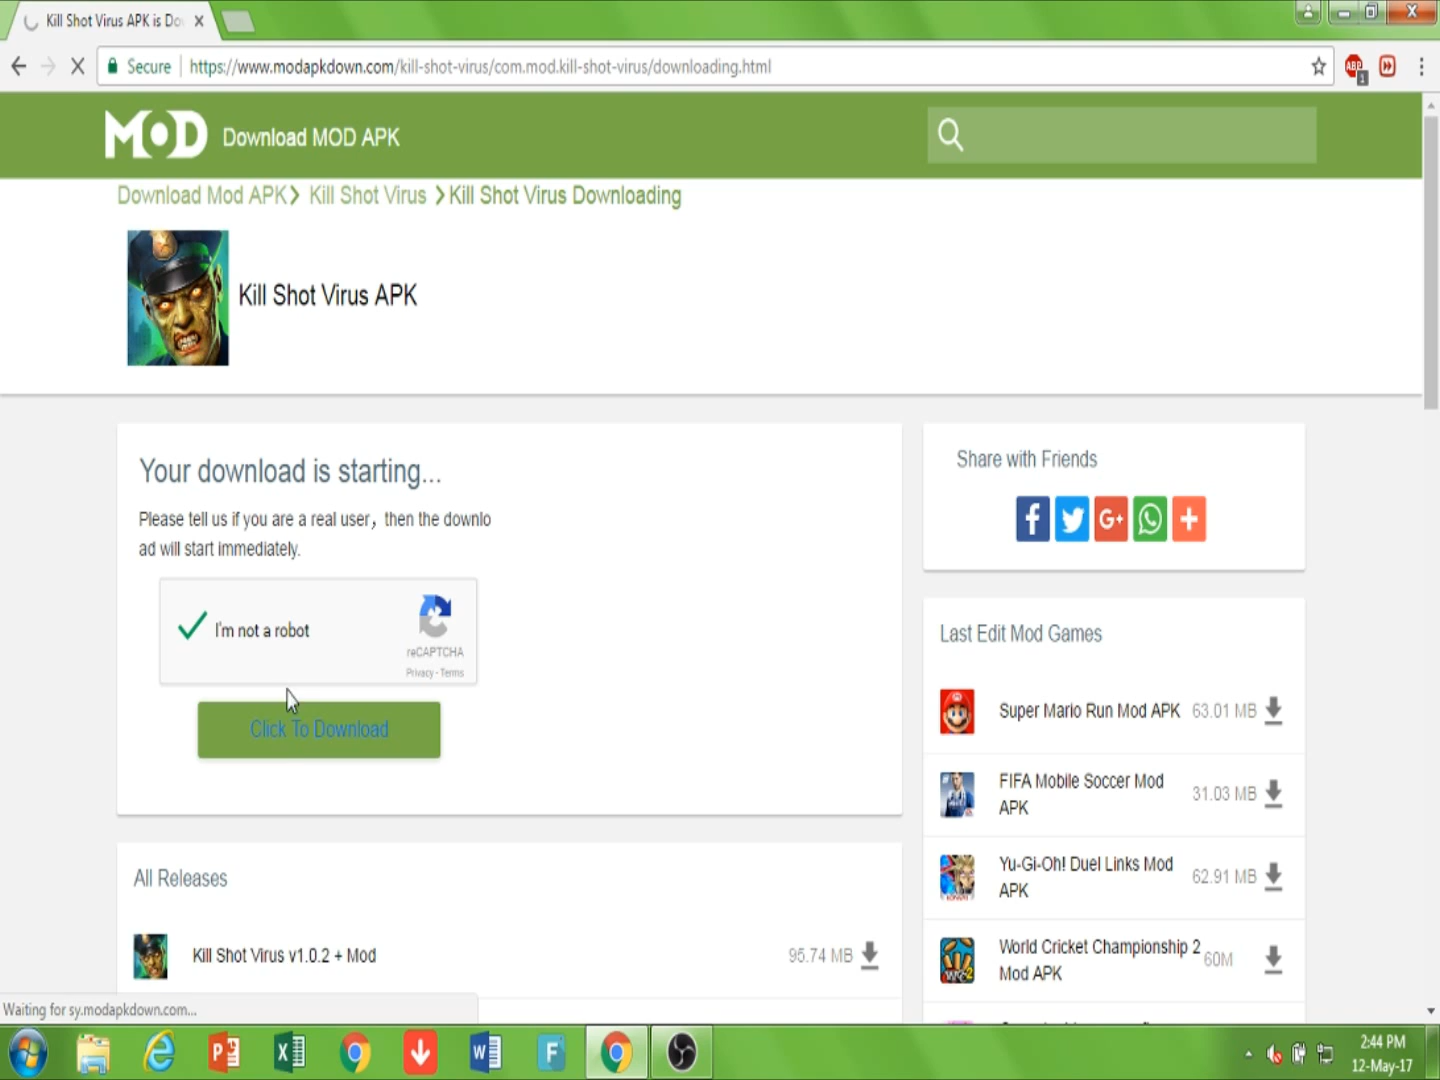 Kill Shot Virus APK is Do
Secure https://www.modapkdown.com/kill-shot-virus/com.mod.kill-shot-virus/downloading.html
ABP
1
MOD Download MOD APK
Download Mod APK Kill Shot Virus Kill Shot Virus Downloading
Kill Shot Virus APK
Your download is starting...
Please tell us if you are a real user，then the downlo
ad will start immediately.
I'm not a robot
reCAPTCHA
Privacy - Terms
Click To Download
All Releases
Kill Shot Virus v1.0.2 + Mod 95.74 MB
Share with Friends
Last Edit Mod Games
Super Mario Run Mod APK 63.01 MB
FIFA Mobile Soccer Mod
APK
31.03 MB
Yu-Gi-Oh! Duel Links Mod
APK
62.91 MB
World Cricket Championship 2
Mod APK
60M
Waiting for sy.modapkdown.com...
2:44 PM
12-May-17